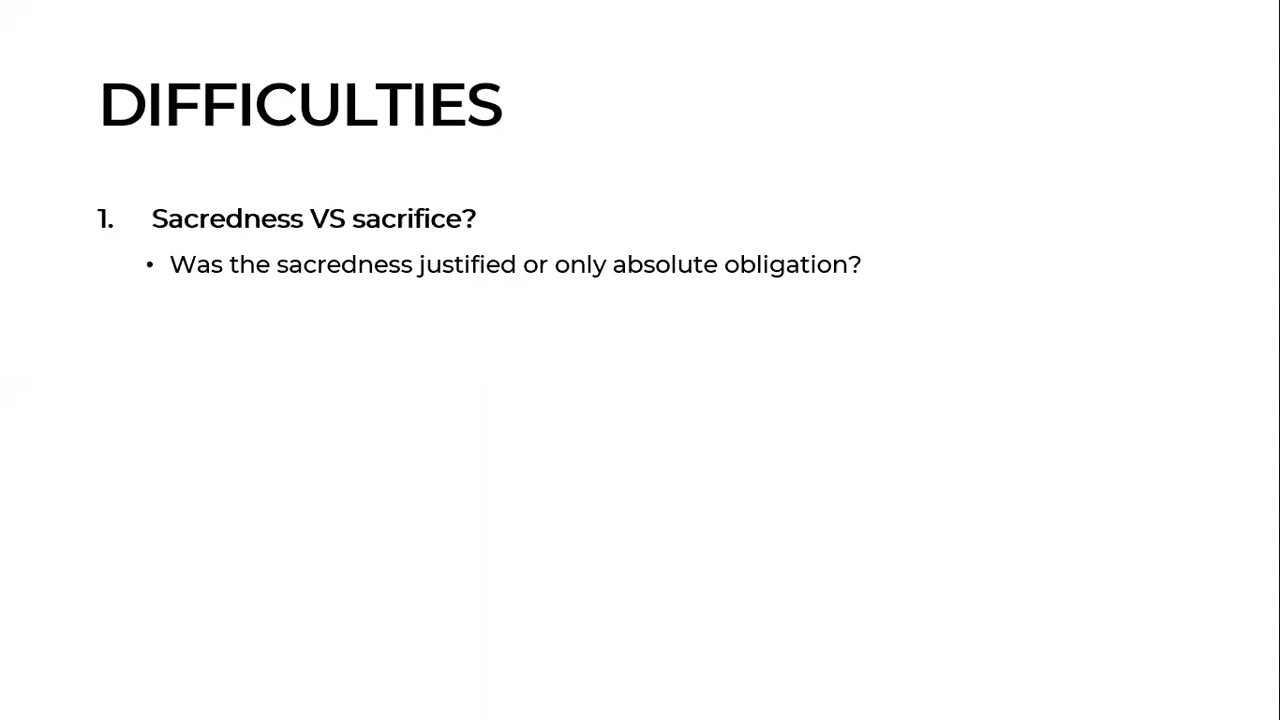 DIFFICULTIES
1. Sacredness VS sacrifice?
• Was the sacredness justified or only absolute obligation?